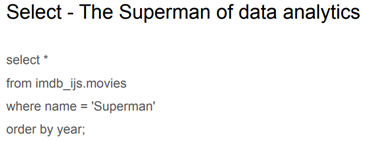 Select - The Superman of data analytics
select *
from imdb_ijs.movies
where name = 'Superman'
order by year;